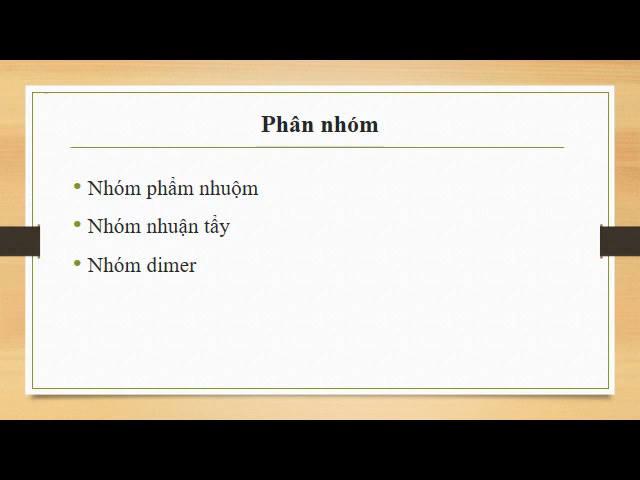 Phân nhóm
• Nhóm phẩm nhuộm
• Nhóm nhuận tẩy
• Nhóm dimer